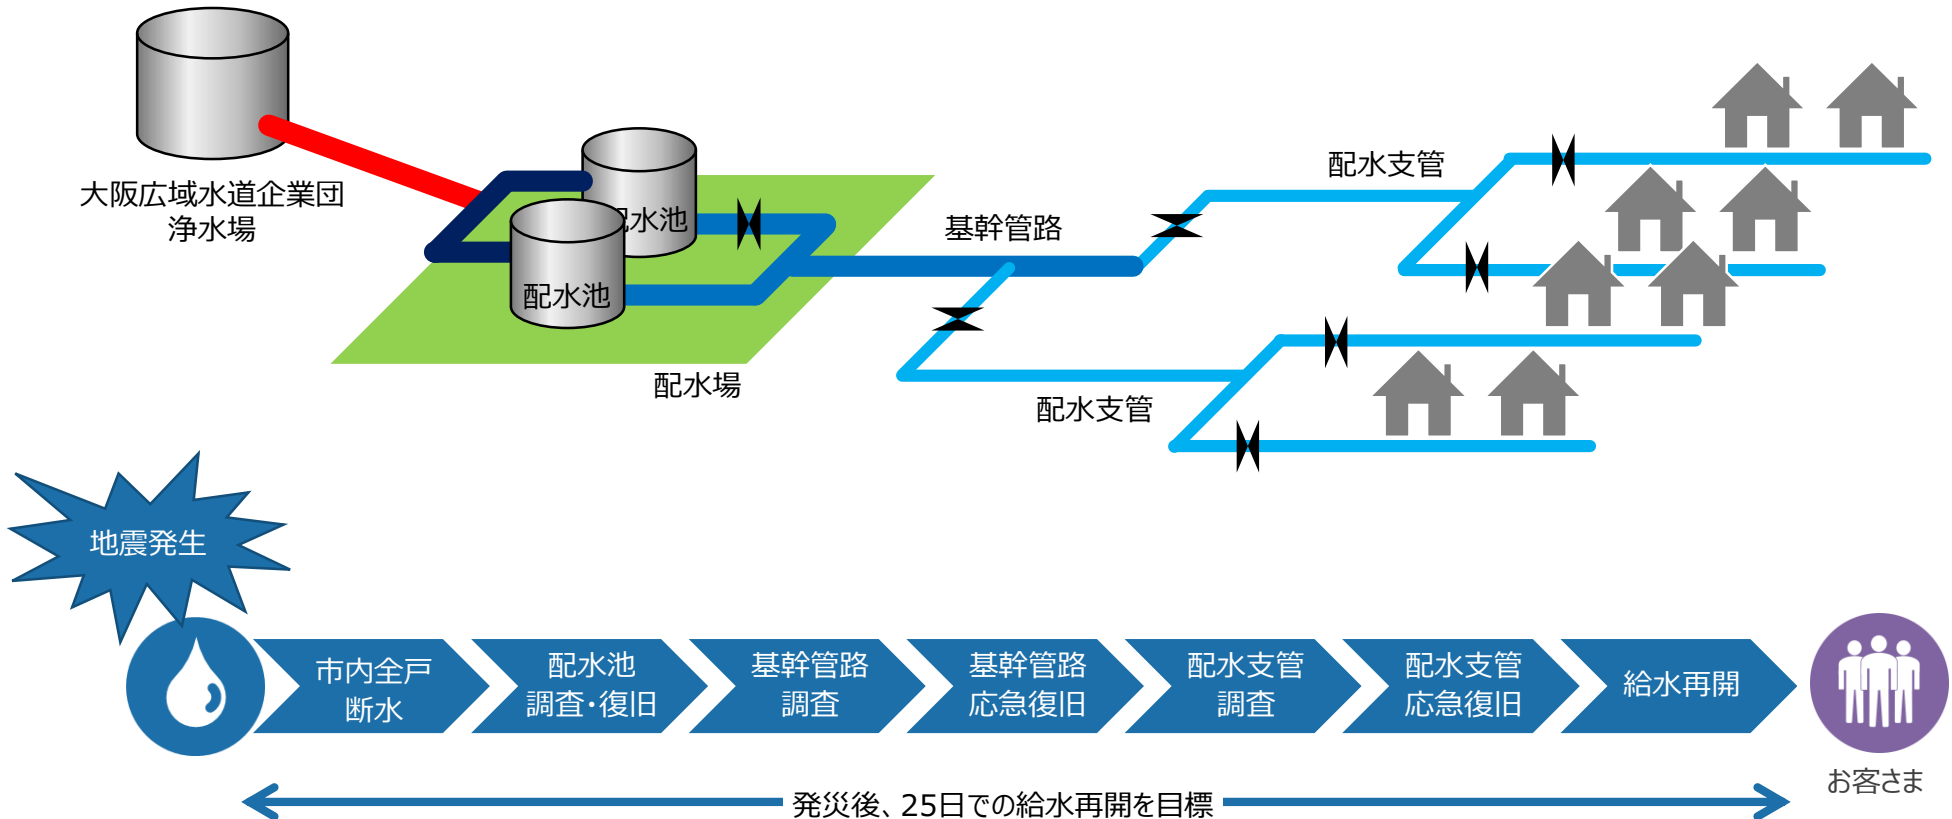 大阪広域水道企業団
浄水場
配水池
配水池
配水場
基幹管路
配水支管
配水支管
地震発生
市内全戸
断水
配水池
調査・復旧
基幹管路
調査
基幹管路
応急復旧
配水支管
調査
配水支管
応急復旧
給水再開
お客さま
発災後、25日での給水再開を目標